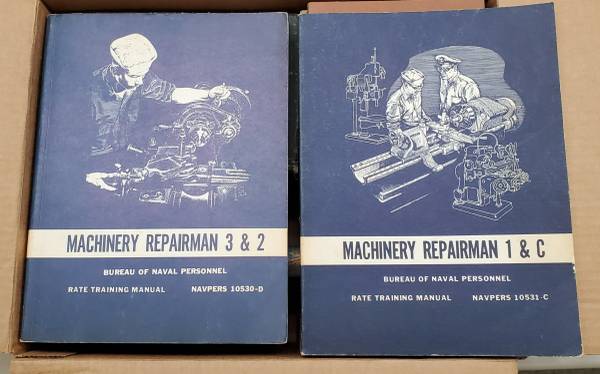 MACHINERY REPAIRMAN 3 & 2
BUREAU OF NAVAL PERSONNEL
RATE TRAINING MANUAL NAVPERS 10530-D
MACHINERY REPAIRMAN 1 & C
BUREAU OF NAVAL PERSONNEL
RATE TRAINING MANUAL NAVPERS 10531-C